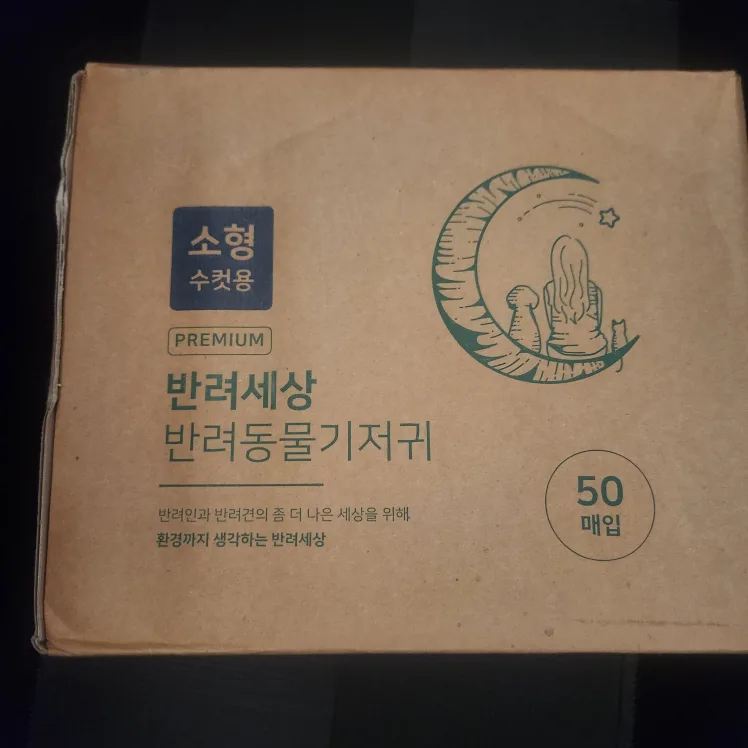 소형
수컷용
PREMIUM
반려세상
반려동물기저귀
반려인과 반려견의 좀 더 나은 세상을 위해,
환경까지 생각하는 반려세상
50
매입